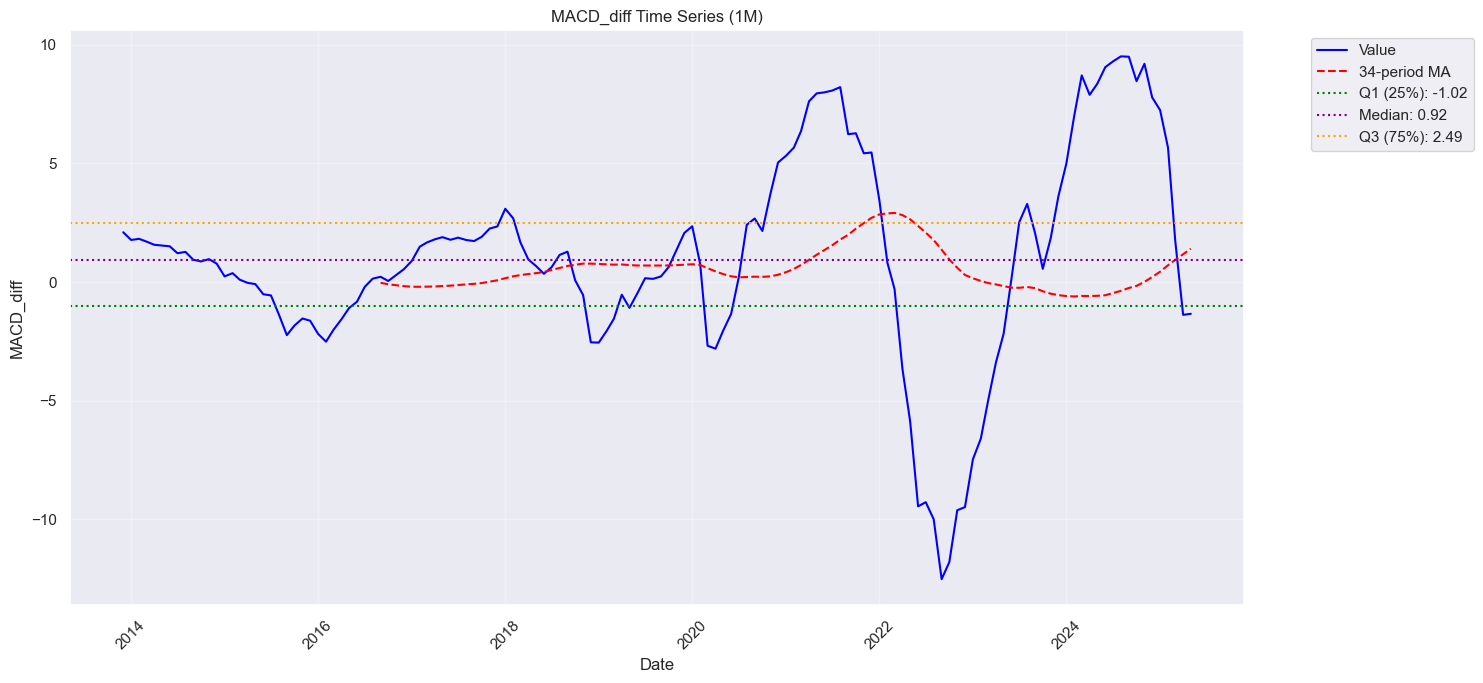 MACD_diff Time Series (1M)
MACD_diff
10
5
0
−5
−10
2014
2016
2018
2020
2022
2024
Date
Value
34-period MA
Q1 (25%): -1.02
Median: 0.92
Q3 (75%): 2.49